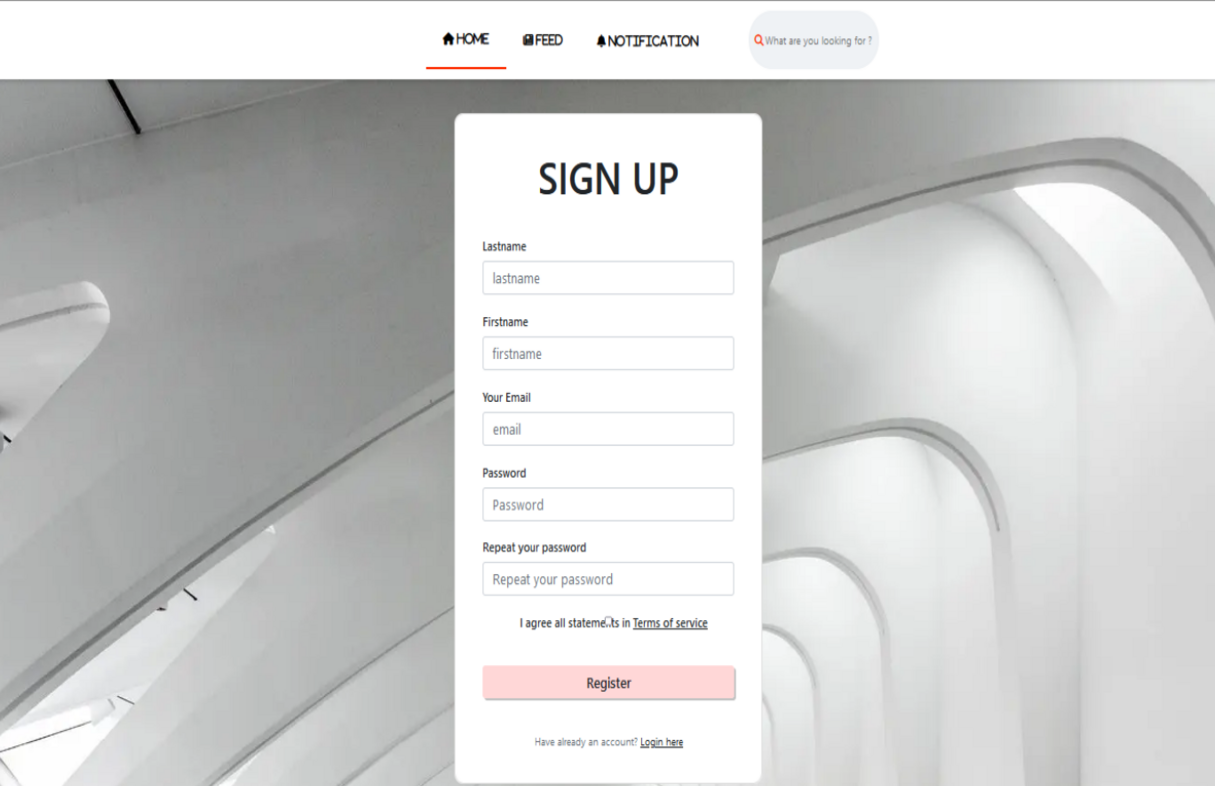 HOME FEED NOTIFICATION What are you looking for ?
SIGN UP
Lastname
lastname
Firstname
firstname
Your Email
email
Password
Password
Repeat your password
Repeat your password
I agree all statements in Terms of service
Register
Have already an account? Login here